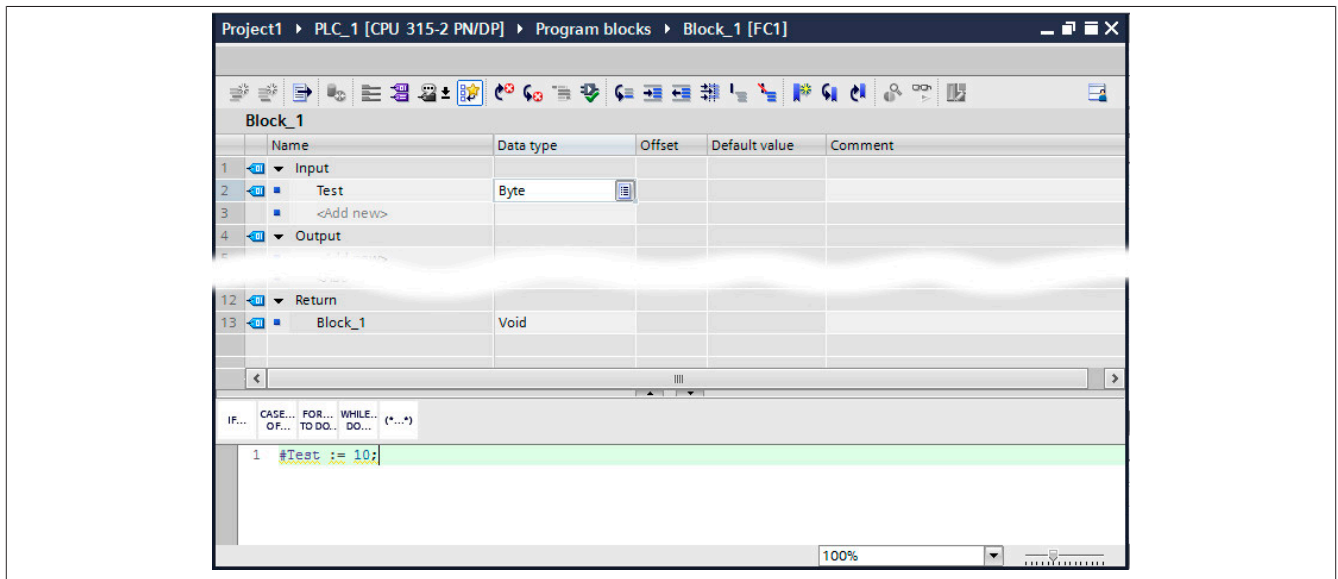 Project1 ▸ PLC_1 [CPU 315-2 PN/DP] ▸ Program blocks ▸ Block_1 [FC1]
Block_1
Name Data type Offset Default value Comment
1 Input
2 Test Byte
3 <Add new>
4 Output
12 Return
13 Block_1 Void
IF... CASE... OF... FOR... TO DO.. WHILE.. DO... (*...*)
1 #Test := 10;
100%